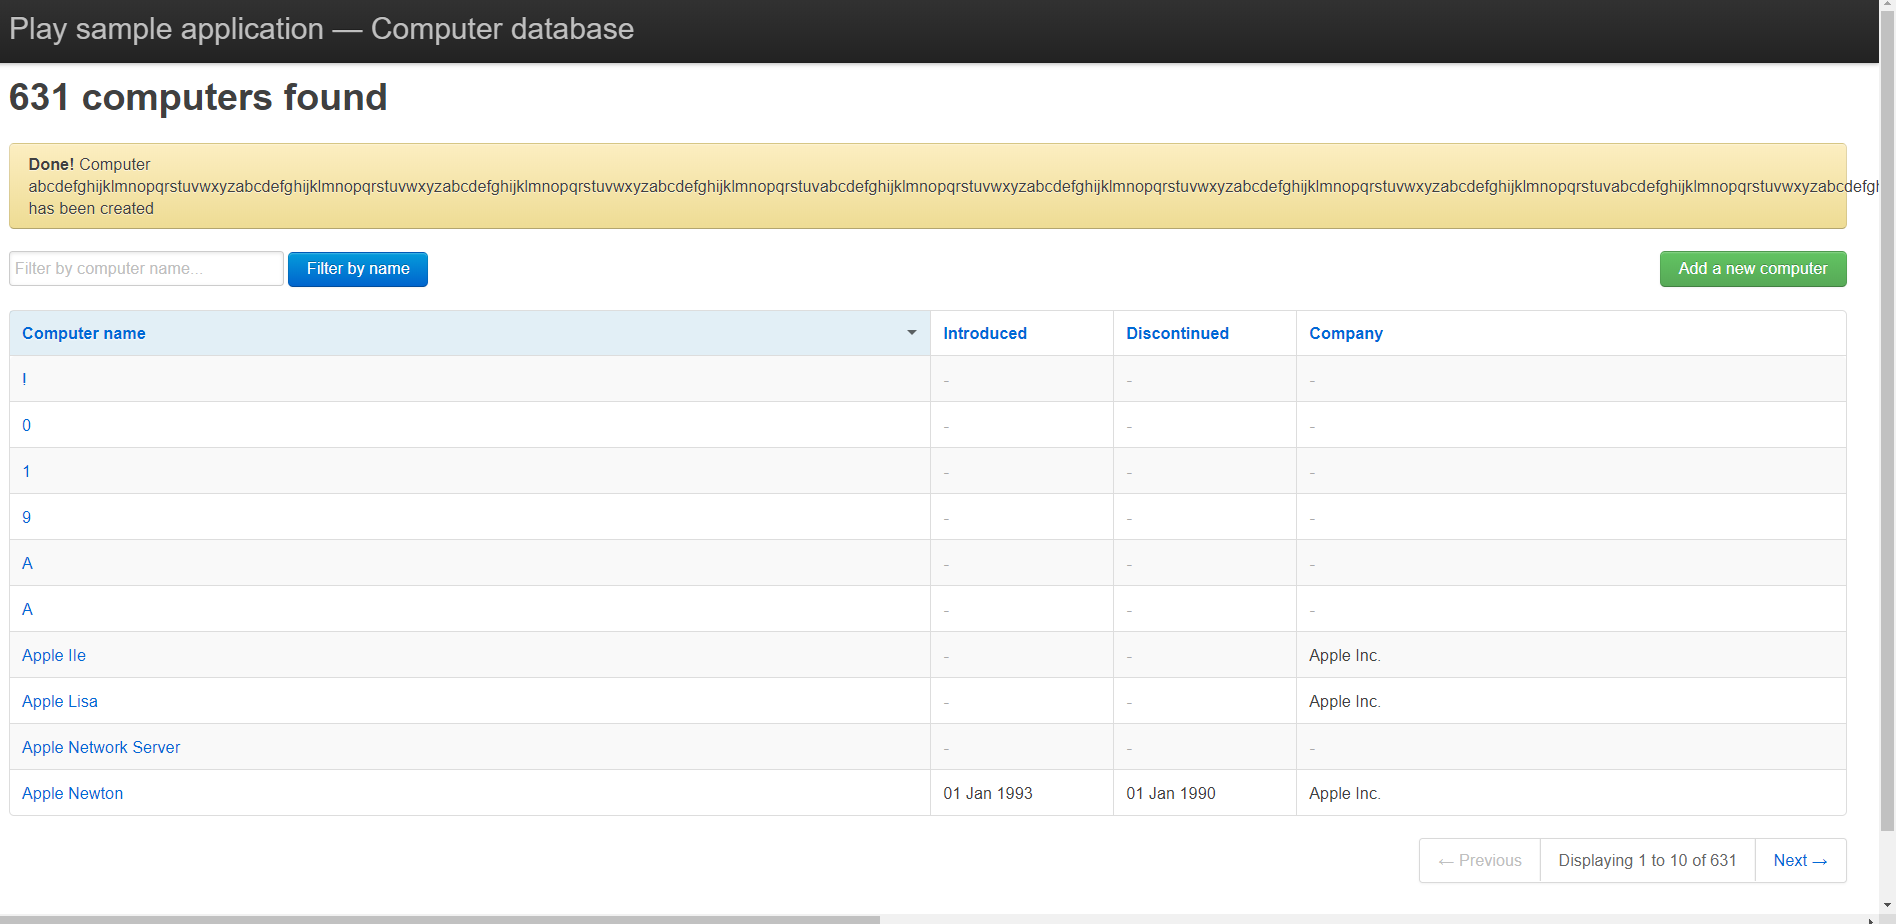 Play sample application — Computer database
631 computers found
Done! Computer
abcdefghijklmnopqrstuvwxyzabcdefghijklmnopqrstuvwxyzabcdefghijklmnopqrstuvwxyzabcdefghijklmnopqrstuvabcdefghijklmnopqrstuvwxyzabcdefghijklmnopqrstuvwxyzabcdefghijklmnopqrstuvwxyzabcdefghijklmnopqrstuvabcdefghijklmnopqrstuvwxyzabcdefgh
has been created
Filter by computer name... Filter by name Add a new computer
Computer name Introduced Discontinued Company
! - - -
0 - - -
1 - - -
9 - - -
A - - -
A - - -
Apple IIe - - Apple Inc.
Apple Lisa - - Apple Inc.
Apple Network Server - - -
Apple Newton 01 Jan 1993 01 Jan 1990 Apple Inc.
← Previous Displaying 1 to 10 of 631 Next →